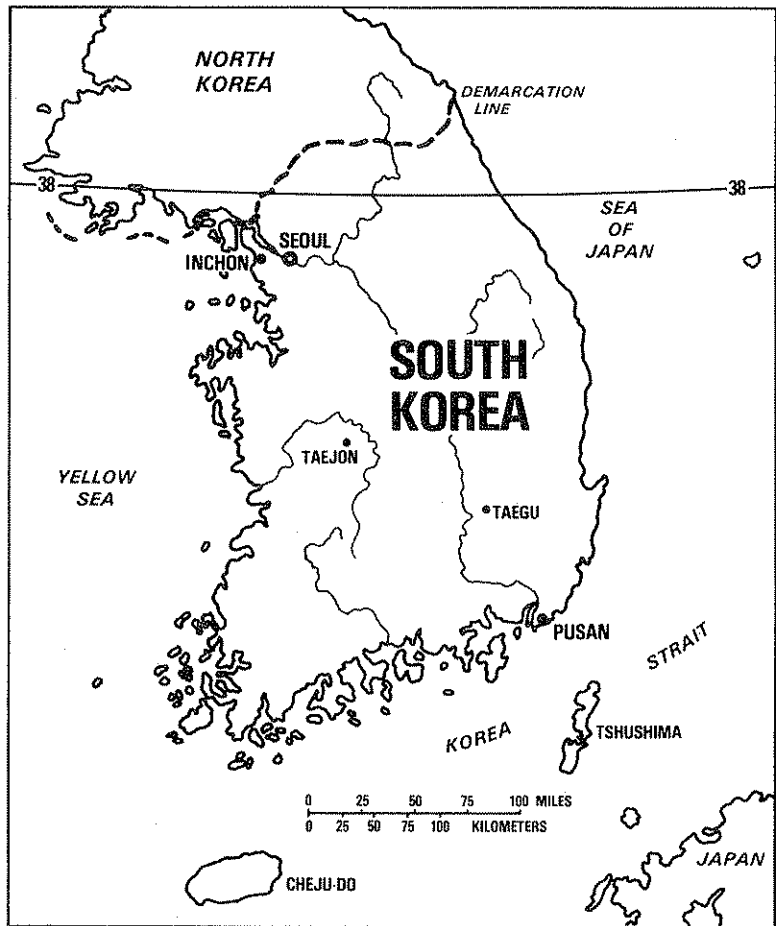 NORTH
KOREA
DEMARCATION
LINE
38
38
SEA
OF
JAPAN
SEOUL
INCHON
SOUTH
KOREA
TAEJON
YELLOW
SEA
TAEGU
PUSAN
STRAIT
KOREA
TSHUSHIMA
0 25 50 75 100 MILES
0 25 50 75 100 KILOMETERS
JAPAN
CHEJU-DO